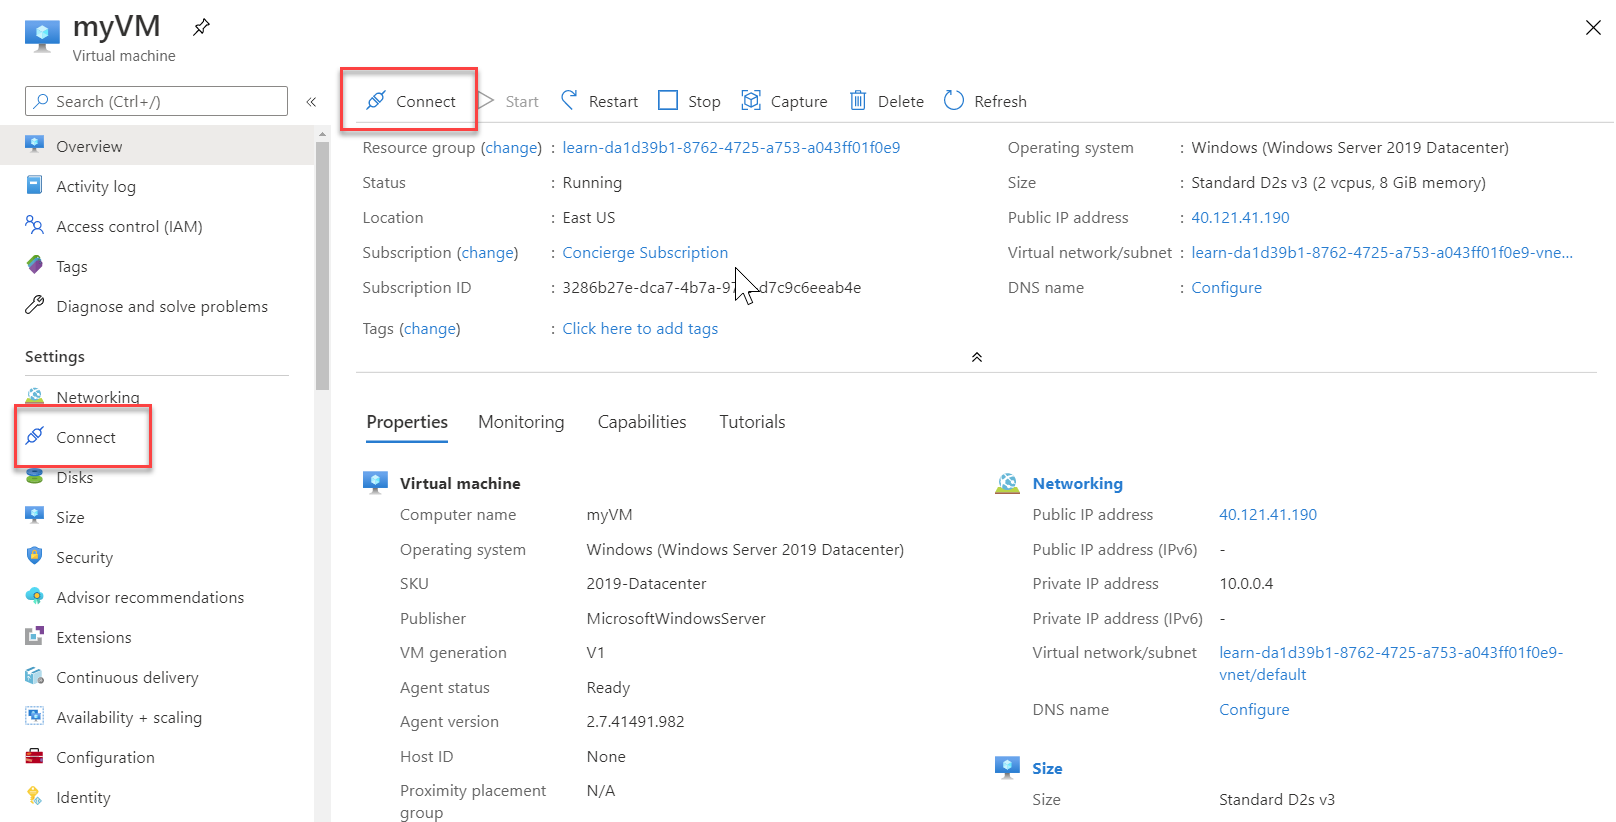 myVM
Virtual machine
Search (Ctrl+/)
«
Connect
Start
Restart
Stop
Capture
Delete
Refresh
Overview
Activity log
Access control (IAM)
Tags
Diagnose and solve problems
Settings
Networking
Connect
Disks
Size
Security
Advisor recommendations
Extensions
Continuous delivery
Availability + scaling
Configuration
Identity
Resource group (change) : learn-da1d39b1-8762-4725-a753-a043ff01f0e9
Status : Running
Location : East US
Subscription (change) : Concierge Subscription
Subscription ID : 3286b27e-dca7-4b7a-97 d7c9c6eeab4e
Tags (change) : Click here to add tags
Operating system : Windows (Windows Server 2019 Datacenter)
Size : Standard D2s v3 (2 vcpus, 8 GiB memory)
Public IP address : 40.121.41.190
Virtual network/subnet : learn-da1d39b1-8762-4725-a753-a043ff01f0e9-vne...
DNS name : Configure
Properties
Monitoring
Capabilities
Tutorials
Virtual machine
Computer name myVM
Operating system Windows (Windows Server 2019 Datacenter)
SKU 2019-Datacenter
Publisher MicrosoftWindowsServer
VM generation V1
Agent status Ready
Agent version 2.7.41491.982
Host ID None
Proximity placement N/A
group
Networking
Public IP address 40.121.41.190
Public IP address (IPv6) -
Private IP address 10.0.0.4
Private IP address (IPv6) -
Virtual network/subnet learn-da1d39b1-8762-4725-a753-a043ff01f0e9-
vnet/default
DNS name Configure
Size
Size Standard D2s v3